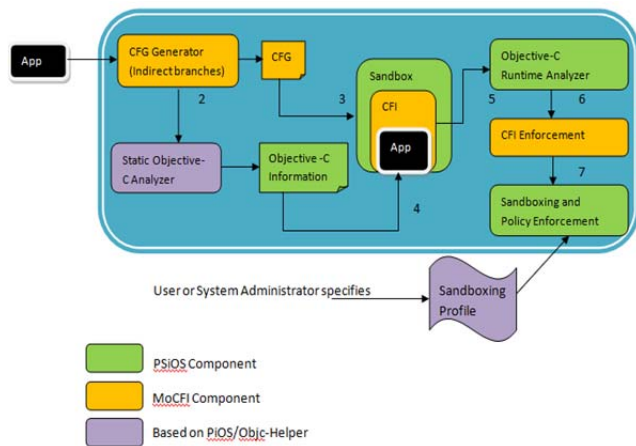 App
CFG Generator
(Indirect branches)
CFG
2
3
Static Objective-
C Analyzer
Objective -C
Information
4
Sandbox
CFI
App
5
Objective-C
Runtime Analyzer
6
CFI Enforcement
7
Sandboxing and
Policy Enforcement
User or System Administrator specifies
Sandboxing
Profile
PSiOS Component
MoCFI Component
Based on PiOS/Objc-Helper